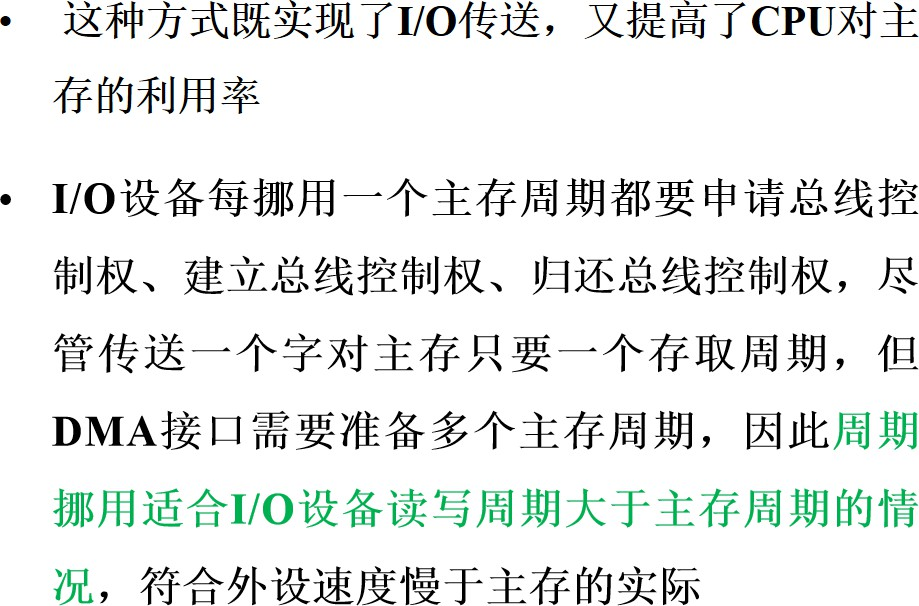 • 这种方式既实现了I/O传送，又提高了CPU对主
存的利用率
• I/O设备每挪用一个主存周期都要申请总线控
制权、建立总线控制权、归还总线控制权，尽
管传送一个字对主存只要一个存取周期，但
DMA接口需要准备多个主存周期，因此周期
挪用适合I/O设备读写周期大于主存周期的情
况，符合外设速度慢于主存的实际